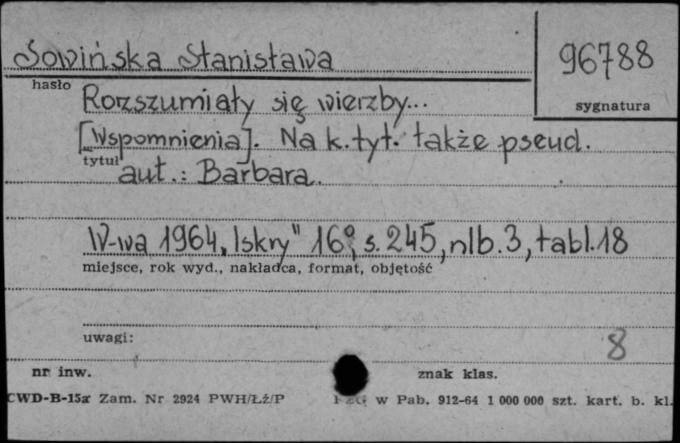 Sowińska Stanisława
96788
hasło
sygnatura
Rozszumiały się wierzby...
[Wspomnienia]. Na k. tyt. także pseud.
tytuł
aut.: Barbara.
W-wa 1964 „Iskry" 16°, s. 245, nlb. 3, tabl. 18
miejsce, rok wyd., nakładca, format, objętość
uwagi:
8
nr inw.
znak klas.
CWD-B-15a Zam. Nr 2924 PWH/Łź/P
w Pab. 912-64 1 000 000 szt. kart. b. kl.